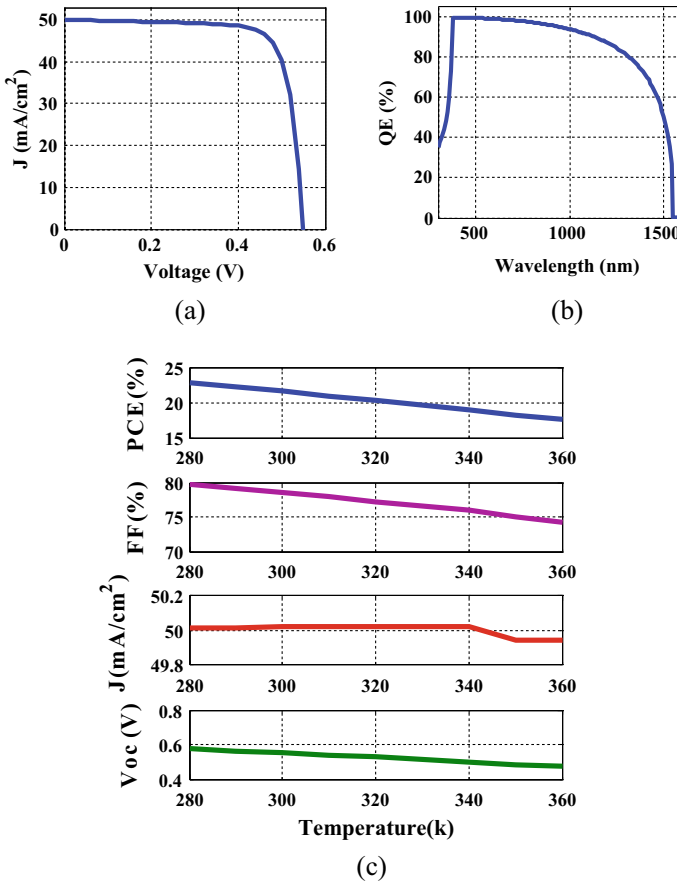 50
40
30
20
10
0
J (mA/cm²)
0 0.2 0.4 0.6
Voltage (V)
(a)
100
80
60
40
20
0
QE (%)
500 1000 1500
Wavelength (nm)
(b)
25
20
15
PCE(%)
280 300 320 340 360
80
75
70
FF(%)
280 300 320 340 360
50.2
50
49.8
J(mA/cm²)
280 300 320 340 360
0.8
0.6
0.4
Voc (V)
280 300 320 340 360
Temperature(k)
(c)